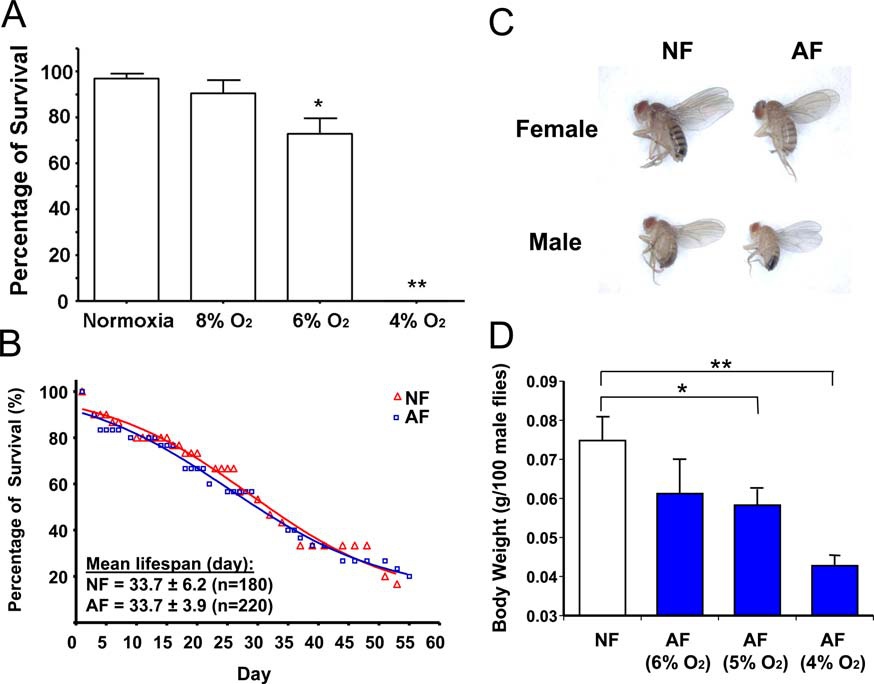 A
Percentage of Survival
100
80
60
40
20
0
*
**
Normoxia
8% O2
6% O2
4% O2
B
Percentage of Survival (%)
100
80
60
40
20
NF
AF
Mean lifespan (day):
NF = 33.7 ± 6.2 (n=180)
AF = 33.7 ± 3.9 (n=220)
0 5 10 15 20 25 30 35 40 45 50 55 60
Day
C
NF AF
Female
Male
D
Body Weight (g/100 male flies)
0.09
0.08
0.07
0.06
0.05
0.04
0.03
**
*
NF
AF
(6% O2)
AF
(5% O2)
AF
(4% O2)